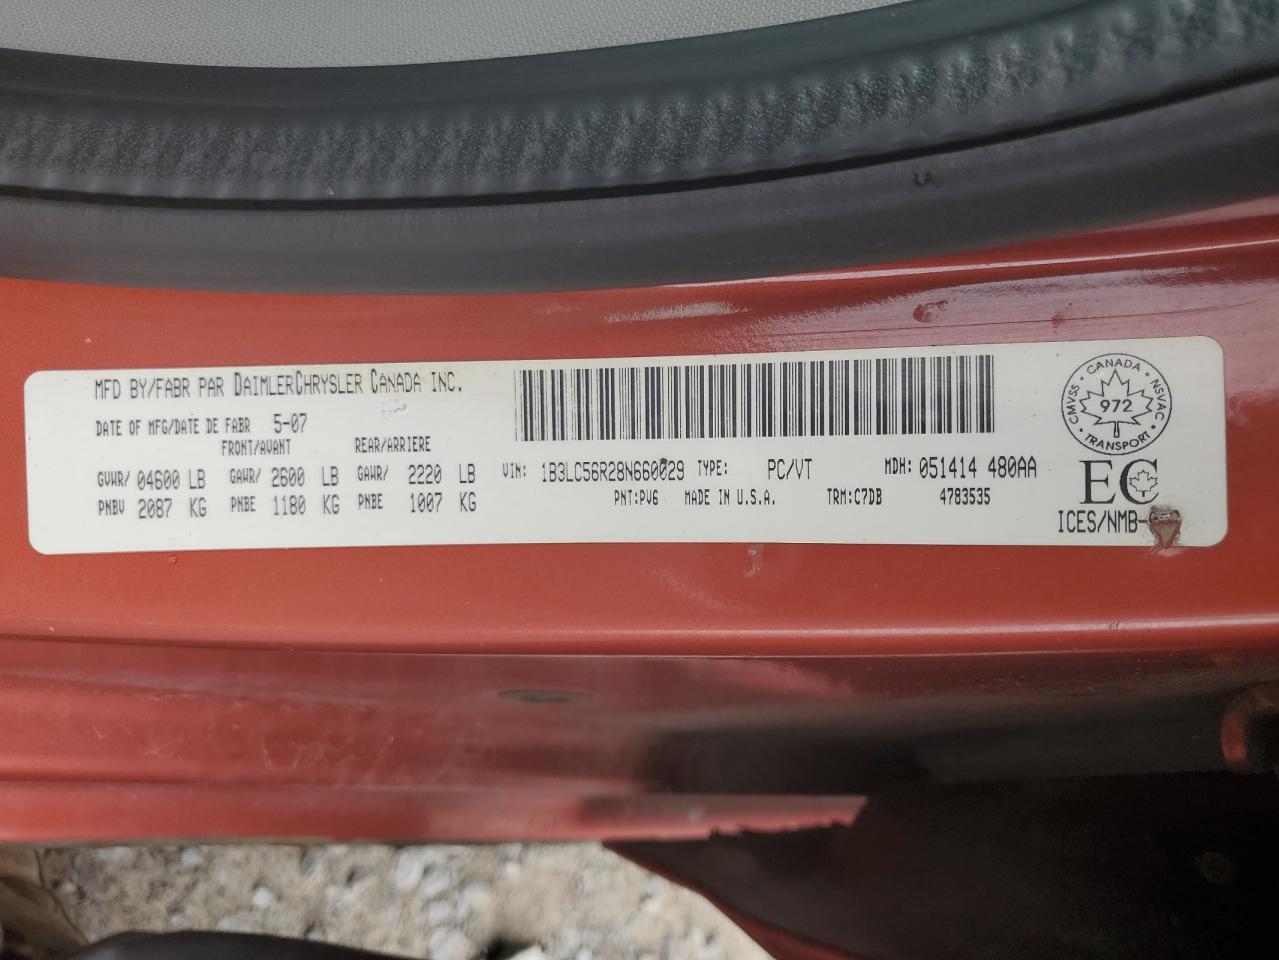 MFD BY/FABR PAR DAIMLERCHRYSLER CANADA INC.
DATE OF MFG/DATE DE FABR 5-07
FRONT/AVANT REAR/ARRIERE
GVWR/ 04600 LB GAWR/ 2600 LB GAWR/ 2220 LB
PNBV 2087 KG PNBE 1180 KG PNBE 1007 KG
VIN: 1B3LC56R28N660029 TYPE: PC/VT MDH: 051414 480AA
PNT:PV6 MADE IN U.S.A. TRM:C7DB 4783535
CMVSS · CANADA · NSVAC
972
· TRANSPORT ·
EC
ICES/NMB-